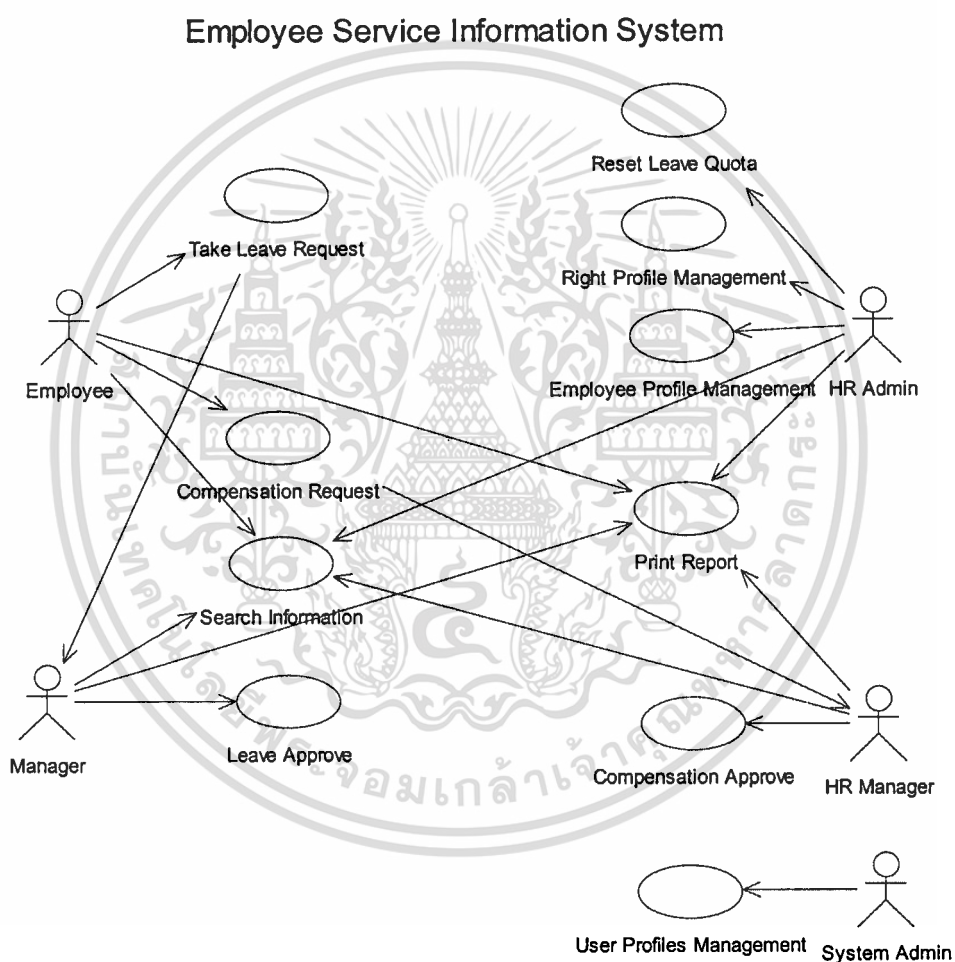 Employee Service Information System
Reset Leave Quota
Take Leave Request
Right Profile Management
Employee
Employee Profile Management
HR Admin
Compensation Request
Print Report
Search Information
Manager
Leave Approve
Compensation Approve
HR Manager
User Profiles Management
System Admin